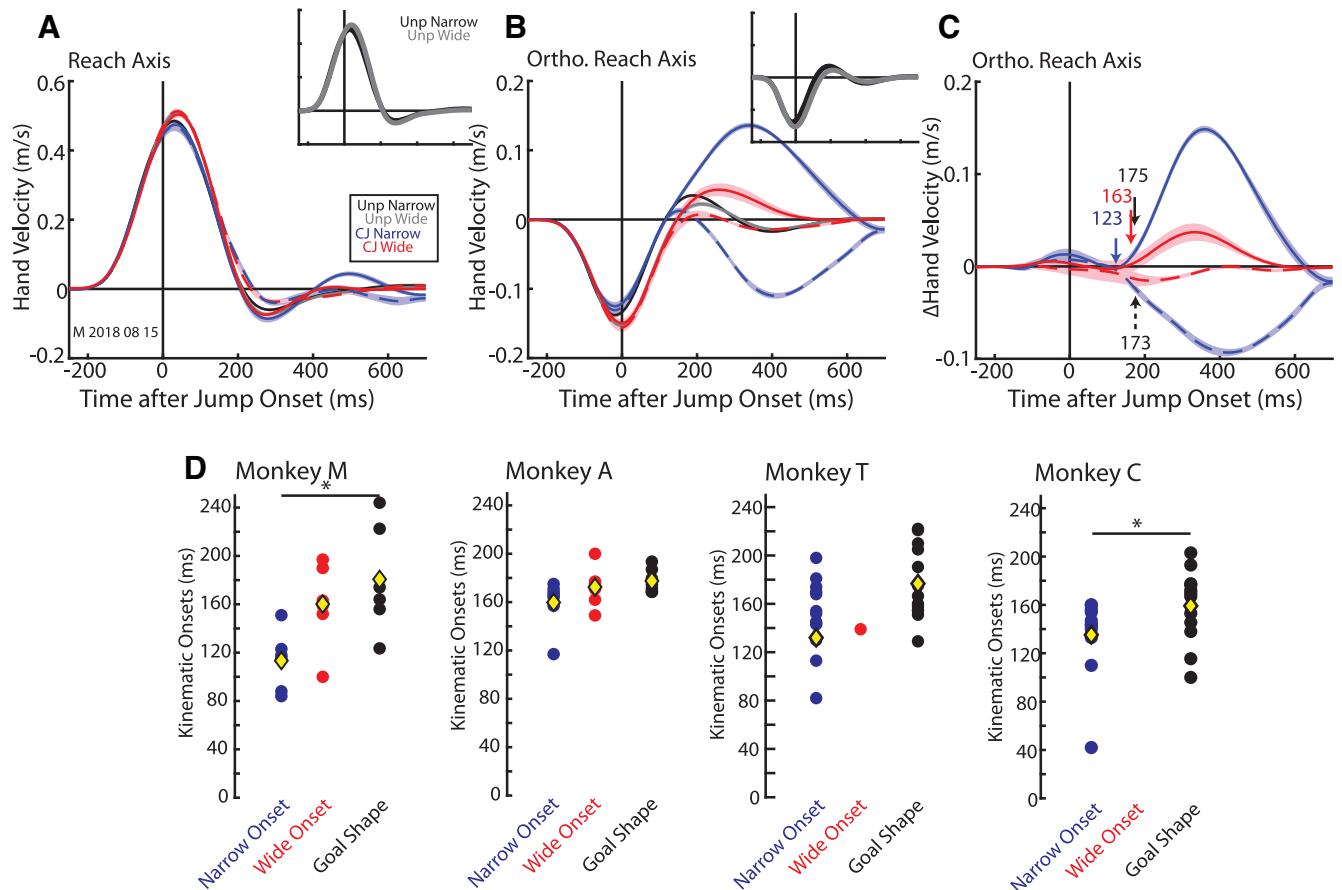 A
Reach Axis
Unp Narrow
Unp Wide
0.6
0.4
0.2
0
-0.2
Hand Velocity (m/s)
Unp Narrow
Unp Wide
CJ Narrow
CJ Wide
M 2018 08 15
-200 0 200 400 600
Time after Jump Onset (ms)
B
Ortho. Reach Axis
0.2
0.1
0
-0.1
-0.2
Hand Velocity (m/s)
-200 0 200 400 600
Time after Jump Onset (ms)
C
Ortho. Reach Axis
0.2
0.1
0
-0.1
ΔHand Velocity (m/s)
175
163
123
173
-200 0 200 400 600
Time after Jump Onset (ms)
D
Monkey M
*
240
200
160
120
80
40
0
Kinematic Onsets (ms)
Narrow Onset
Wide Onset
Goal Shape
Monkey A
240
200
160
120
80
40
0
Kinematic Onsets (ms)
Narrow Onset
Wide Onset
Goal Shape
Monkey T
240
200
160
120
80
40
0
Kinematic Onsets (ms)
Narrow Onset
Wide Onset
Goal Shape
Monkey C
*
240
200
160
120
80
40
0
Kinematic Onsets (ms)
Narrow Onset
Wide Onset
Goal Shape